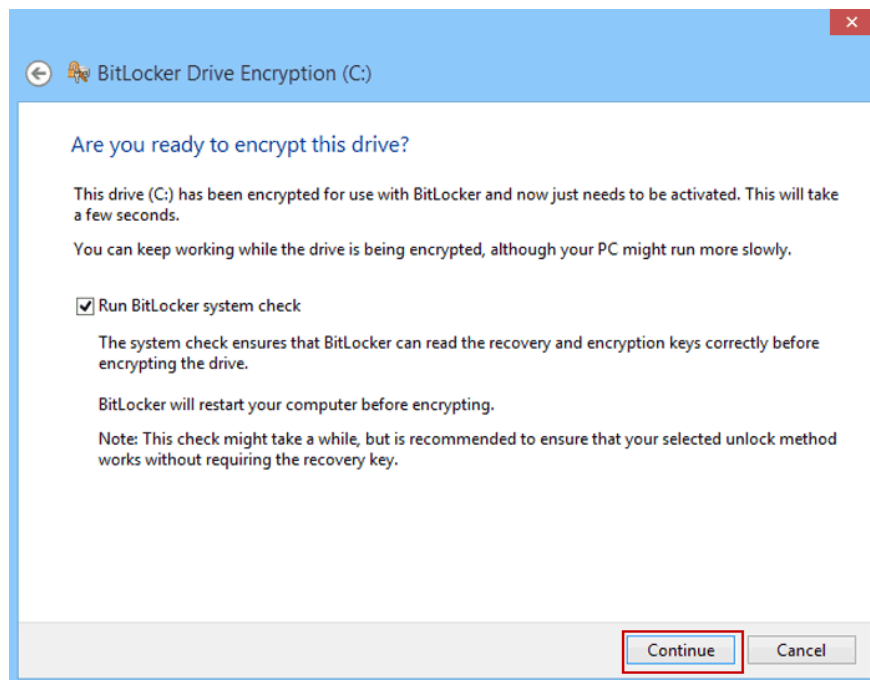 BitLocker Drive Encryption (C:)
Are you ready to encrypt this drive?
This drive (C:) has been encrypted for use with BitLocker and now just needs to be activated. This will take
a few seconds.
You can keep working while the drive is being encrypted, although your PC might run more slowly.
Run BitLocker system check
The system check ensures that BitLocker can read the recovery and encryption keys correctly before
encrypting the drive.
BitLocker will restart your computer before encrypting.
Note: This check might take a while, but is recommended to ensure that your selected unlock method
works without requiring the recovery key.
Continue Cancel